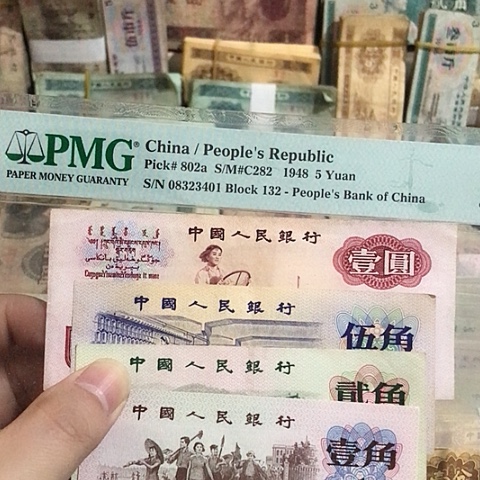 PMG
PAPER MONEY GUARANTY
China / People's Republic
Pick# 802a S/M#C282 1948 5 Yuan
S/N 08323401 Block 132 - People's Bank of China
中國人民銀行
壹圓
中國人民銀行
伍角
中國人民銀行
貳角
中國人民銀行
壹角